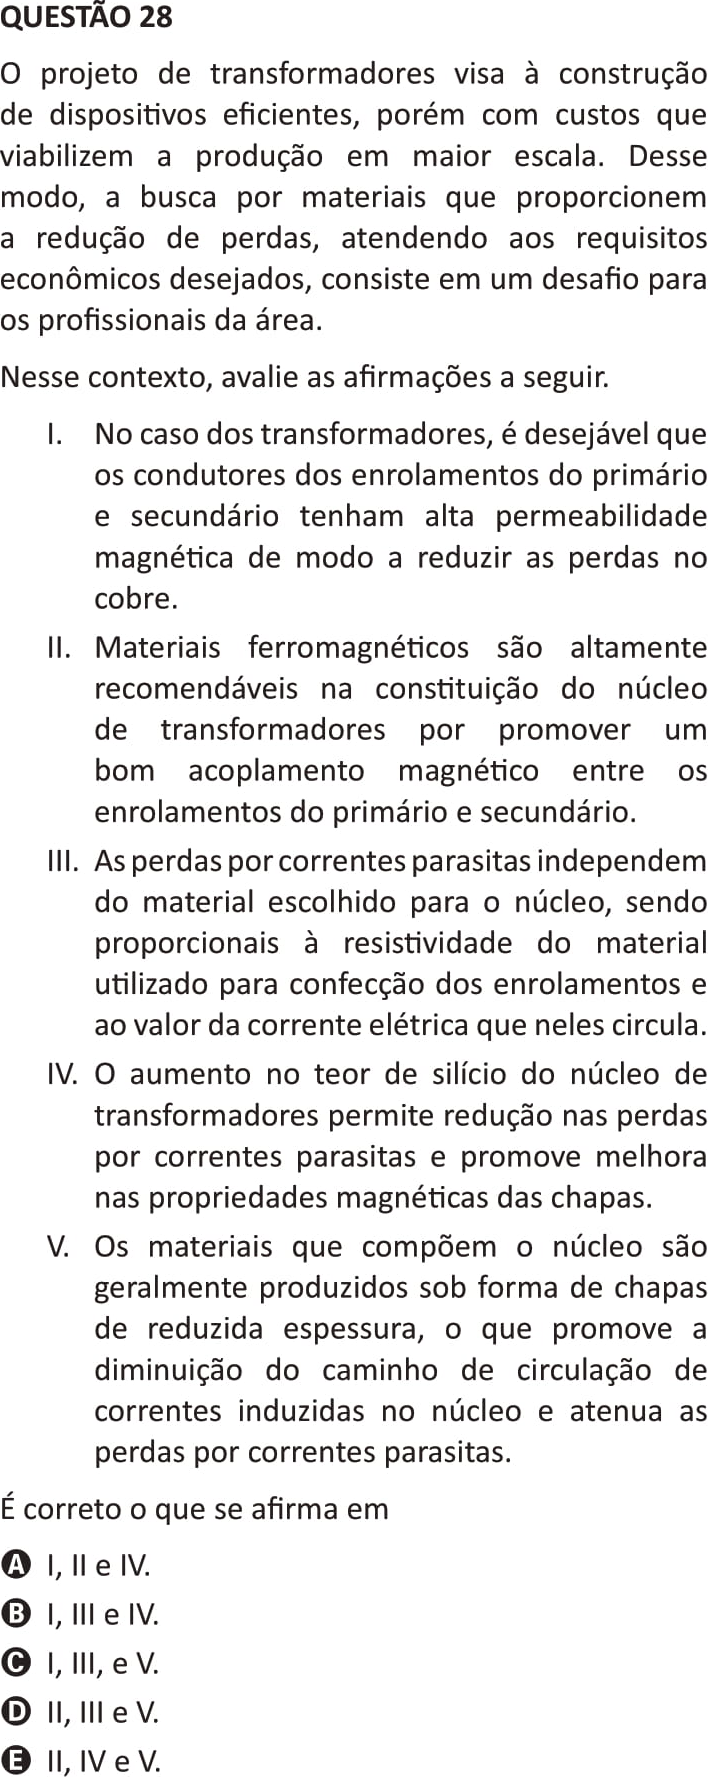 QUESTÃO 28
O projeto de transformadores visa à construção
de dispositivos eficientes, porém com custos que
viabilizem a produção em maior escala. Desse
modo, a busca por materiais que proporcionem
a redução de perdas, atendendo aos requisitos
econômicos desejados, consiste em um desafio para
os profissionais da área.
Nesse contexto, avalie as afirmações a seguir.
I. No caso dos transformadores, é desejável que
os condutores dos enrolamentos do primário
e secundário tenham alta permeabilidade
magnética de modo a reduzir as perdas no
cobre.
II. Materiais ferromagnéticos são altamente
recomendáveis na constituição do núcleo
de transformadores por promover um
bom acoplamento magnético entre os
enrolamentos do primário e secundário.
III. As perdas por correntes parasitas independem
do material escolhido para o núcleo, sendo
proporcionais à resistividade do material
utilizado para confecção dos enrolamentos e
ao valor da corrente elétrica que neles circula.
IV. O aumento no teor de silício do núcleo de
transformadores permite redução nas perdas
por correntes parasitas e promove melhora
nas propriedades magnéticas das chapas.
V. Os materiais que compõem o núcleo são
geralmente produzidos sob forma de chapas
de reduzida espessura, o que promove a
diminuição do caminho de circulação de
correntes induzidas no núcleo e atenua as
perdas por correntes parasitas.
É correto o que se afirma em
A I, II e IV.
B I, III e IV.
C I, III, e V.
D II, III e V.
E II, IV e V.